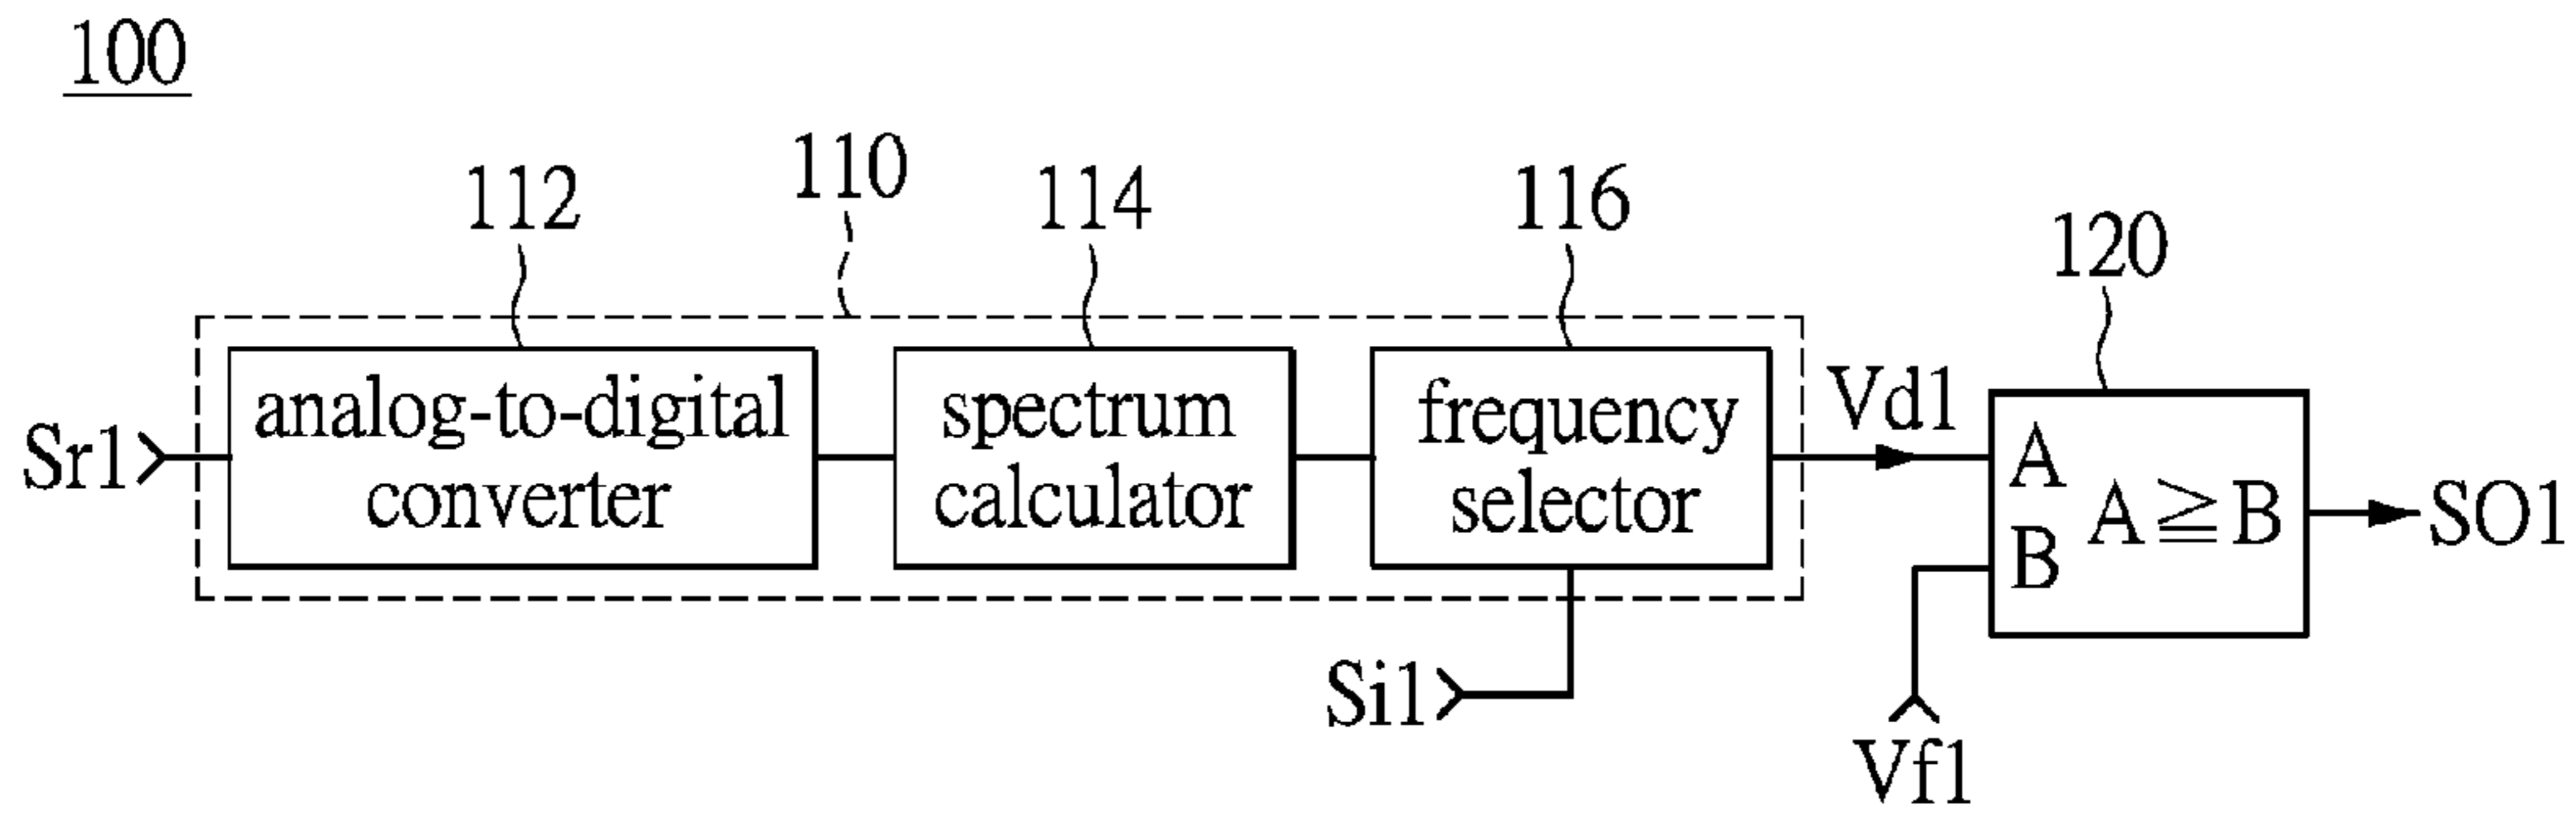 100
110
112
114
116
120
Sr1
analog-to-digital
converter
spectrum
calculator
frequency
selector
Vd1
A
B
A≧B
SO1
Si1
Vf1